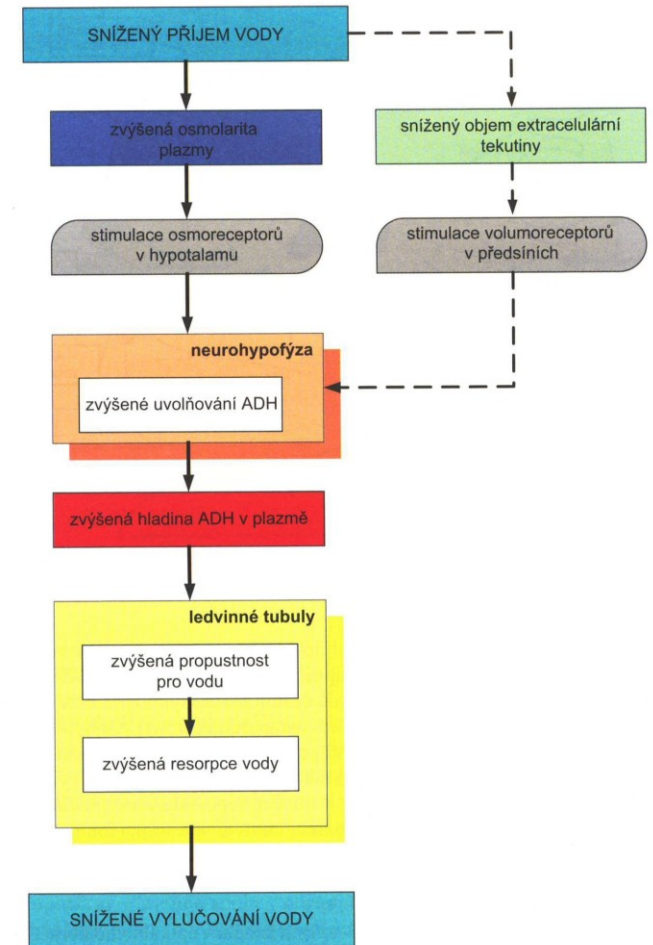 SNÍŽENÝ PŘÍJEM VODY
zvýšená osmolarita
plazmy
snížený objem extracelulární
tekutiny
stimulace osmoreceptorů
v hypotalamu
stimulace volumoreceptorů
v předsíních
neurohypofýza
zvýšené uvolňování ADH
zvýšená hladina ADH v plazmě
ledvinné tubuly
zvýšená propustnost
pro vodu
zvýšená resorpce vody
SNÍŽENÉ VYLUČOVÁNÍ VODY